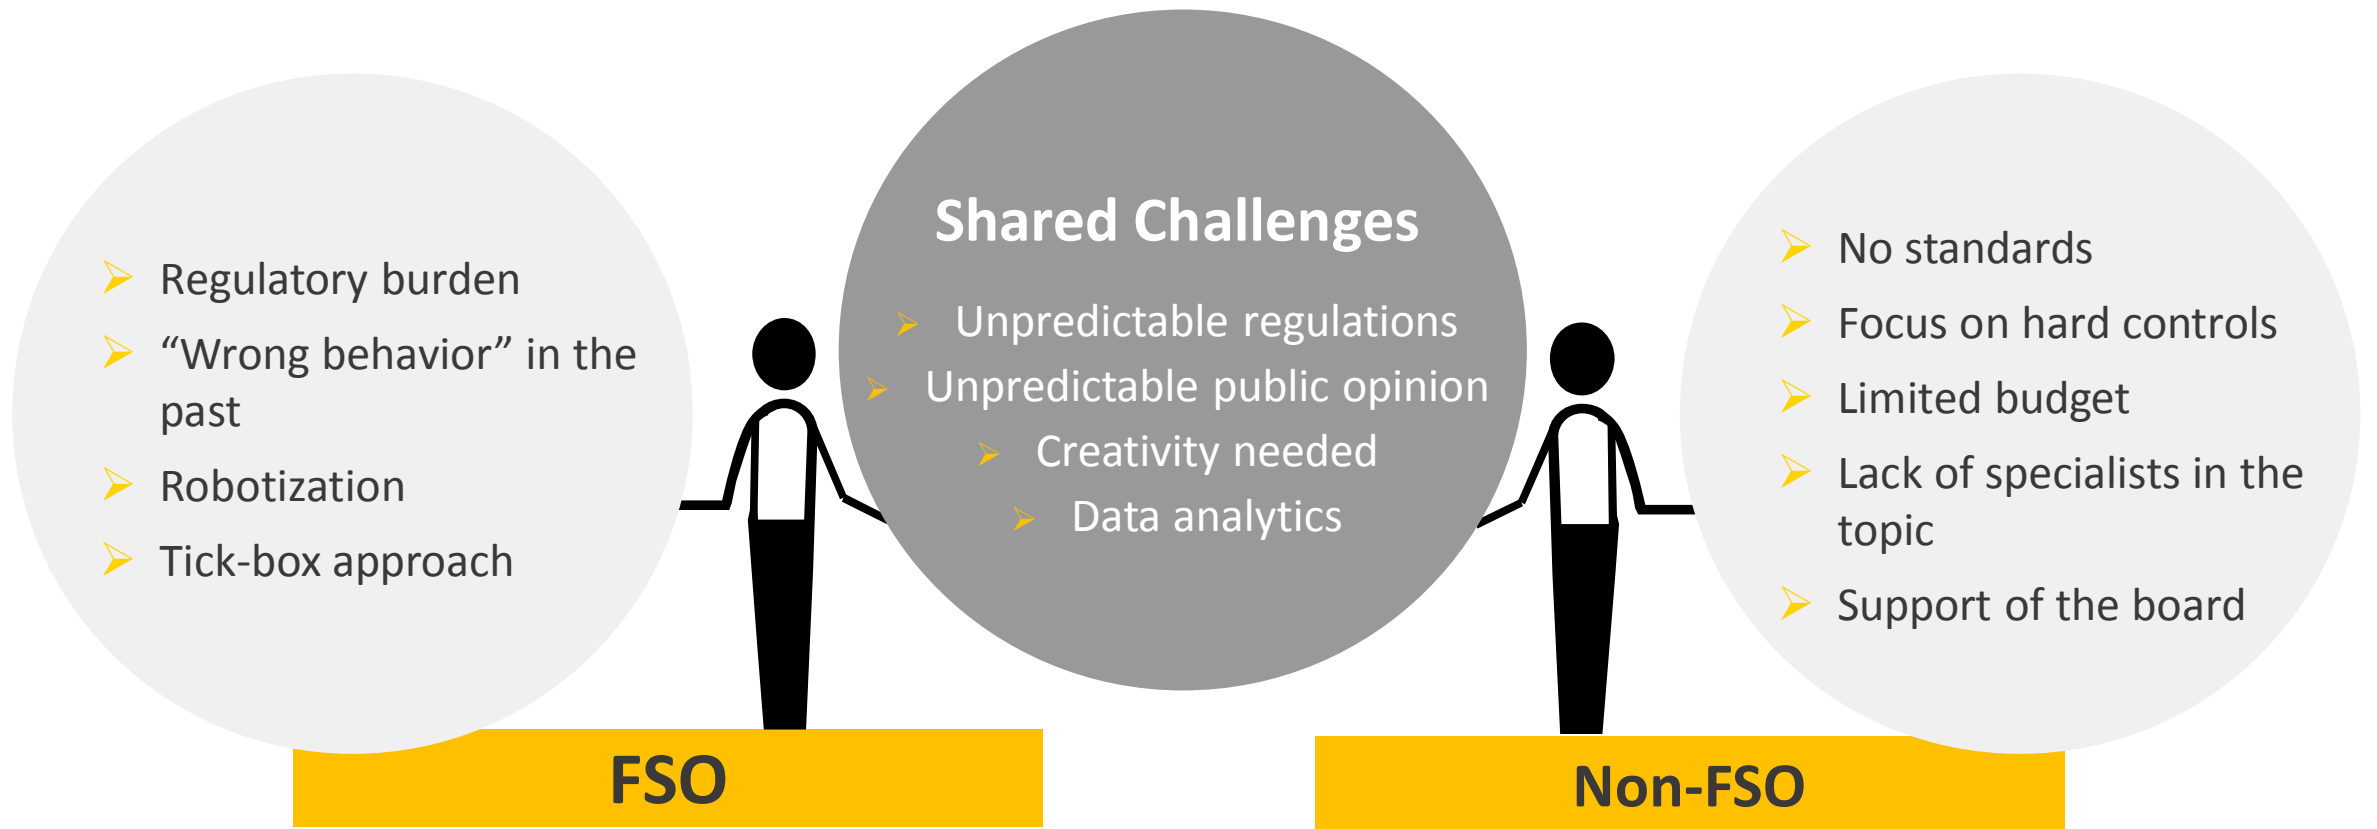 Regulatory burden
“Wrong behavior” in the
past
Robotization
Tick-box approach
FSO
Shared Challenges
Unpredictable regulations
Unpredictable public opinion
Creativity needed
Data analytics
No standards
Focus on hard controls
Limited budget
Lack of specialists in the
topic
Support of the board
Non-FSO